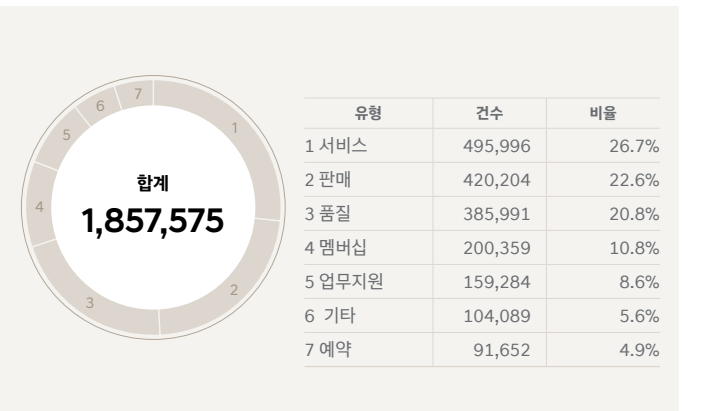 합계
1,857,575
1
2
3
4
5
6
7
유형 건수 비율
1 서비스 495,996 26.7%
2 판매 420,204 22.6%
3 품질 385,991 20.8%
4 멤버십 200,359 10.8%
5 업무지원 159,284 8.6%
6 기타 104,089 5.6%
7 예약 91,652 4.9%